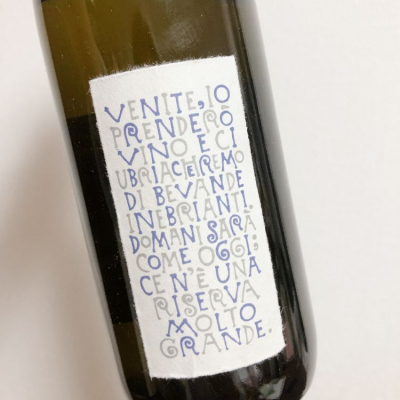 VENITE, IO
PRENDERÒ
VINO E CI
UBRIACHEREMO
DI BEVANDE
INEBRIANTI.
DOMANI SARÀ
COME OGGI;
CE N'È UNA
RISERVA
MOLTO
GRANDE.